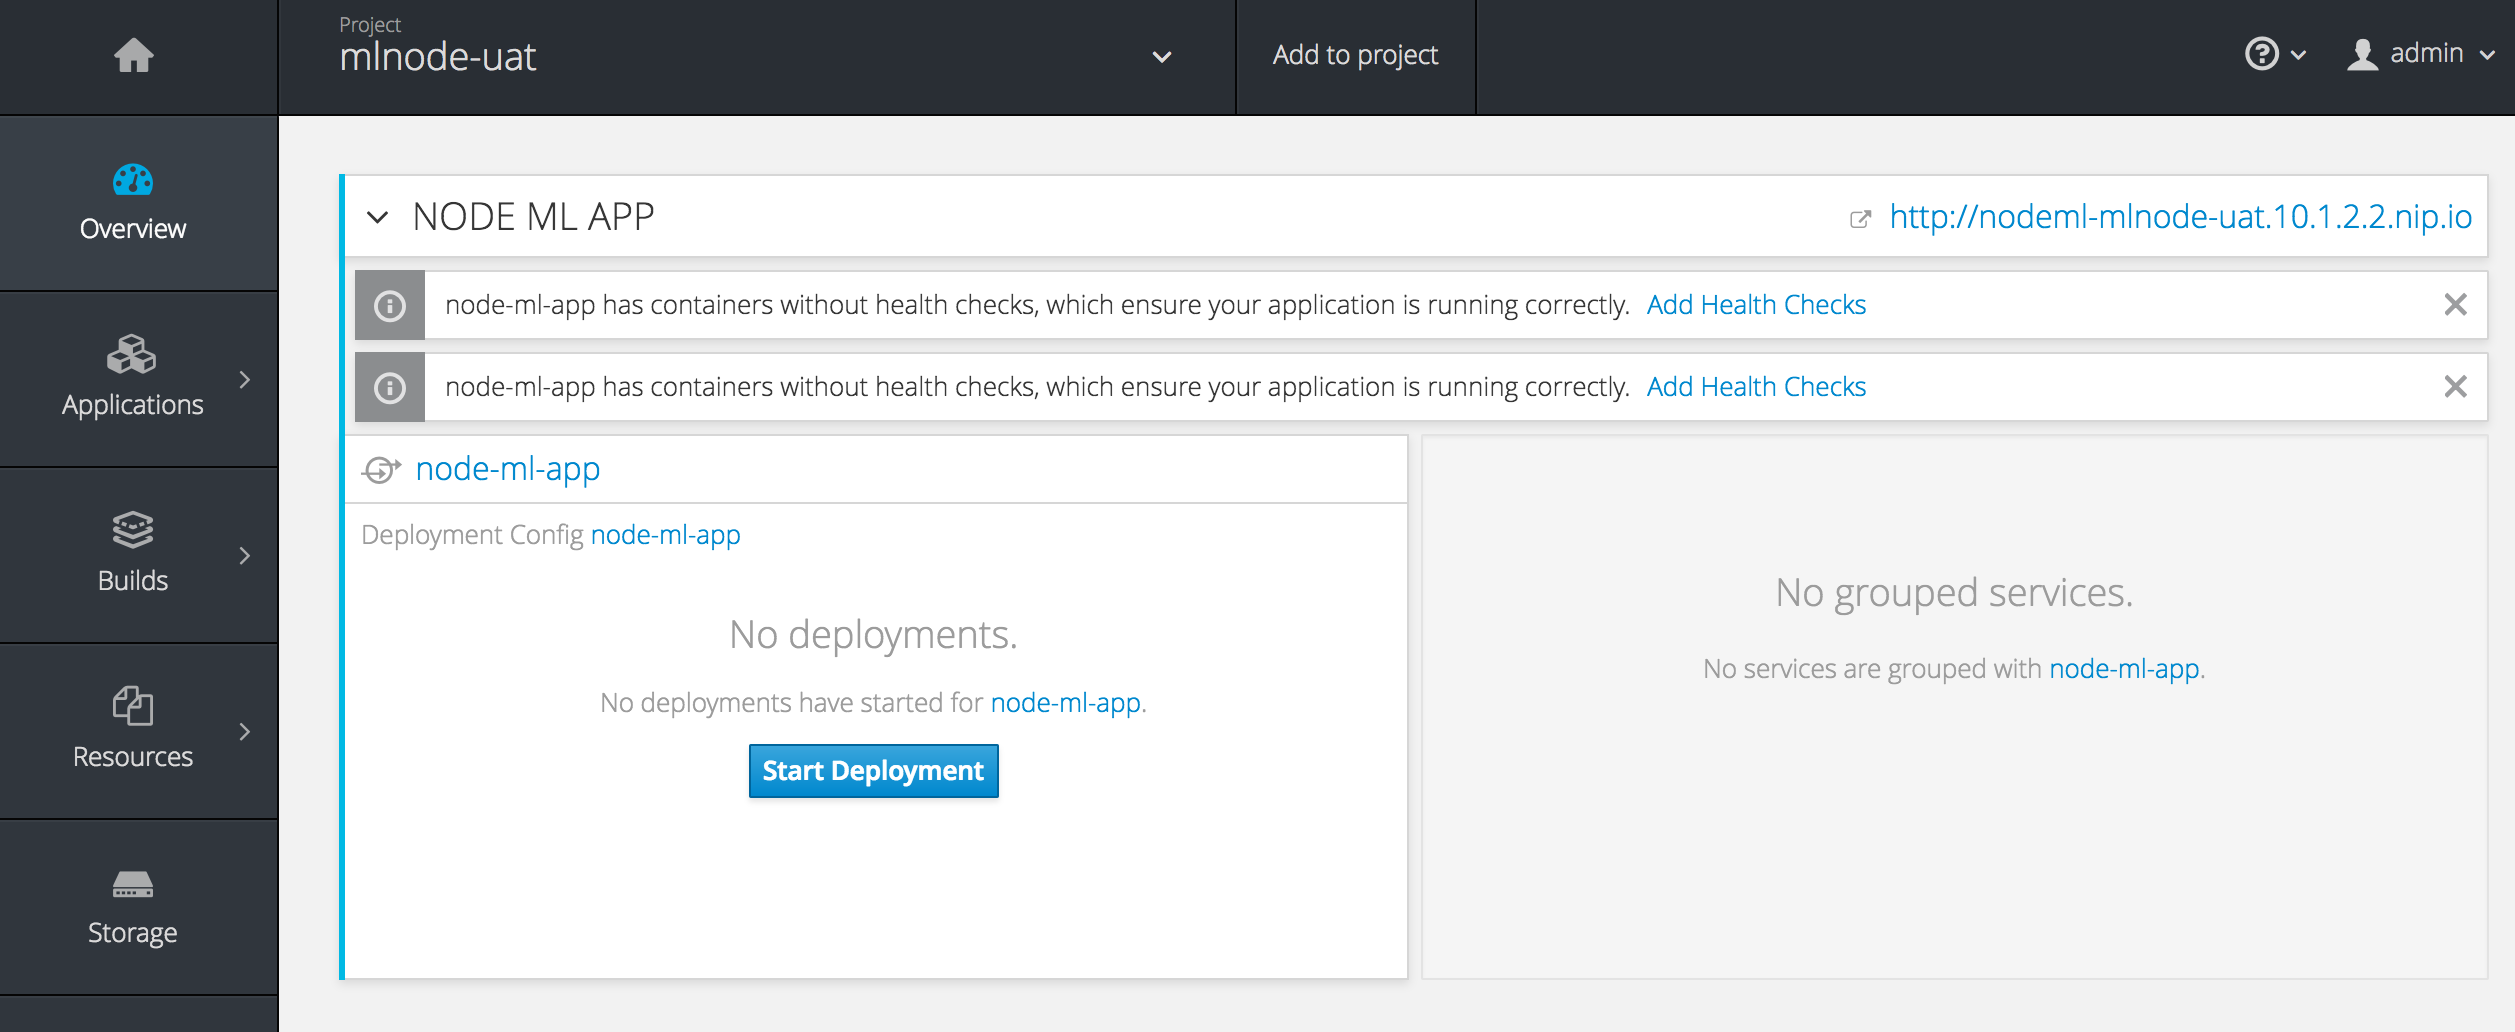 Project
mlnode-uat
Add to project
admin
Overview
Applications
Builds
Resources
Storage
NODE ML APP
http://nodeml-mlnode-uat.10.1.2.2.nip.io
node-ml-app has containers without health checks, which ensure your application is running correctly. Add Health Checks
node-ml-app has containers without health checks, which ensure your application is running correctly. Add Health Checks
node-ml-app
Deployment Config node-ml-app
No deployments.
No deployments have started for node-ml-app.
Start Deployment
No grouped services.
No services are grouped with node-ml-app.